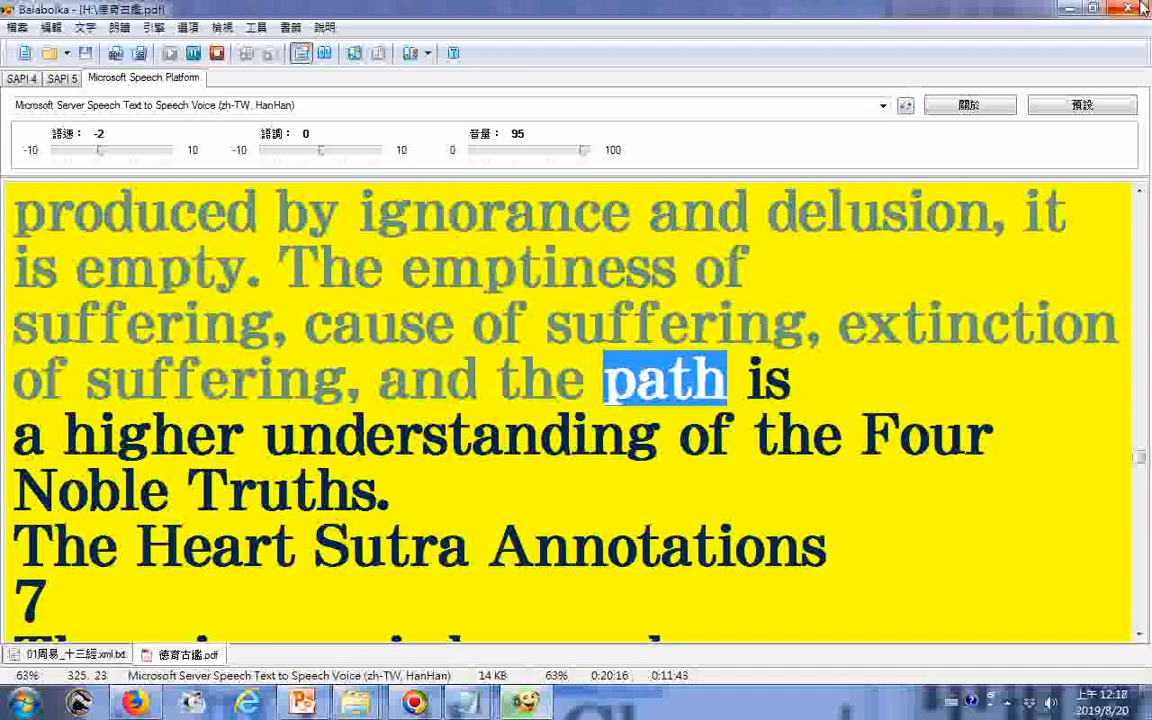 Balabolka - [H:\德育古鑑.pdf]
檔案 編輯 文字 朗讀 引擎 選項 檢視 工具 書籤 說明
SAPI 4 SAPI 5 Microsoft Speech Platform
Microsoft Server Speech Text to Speech Voice (zh-TW, HanHan) 關於 預設
語速： -2 語調： 0 音量： 95
-10 10 -10 10 0 100
produced by ignorance and delusion, it
is empty. The emptiness of
suffering, cause of suffering, extinction
of suffering, and the path is
a higher understanding of the Four
Noble Truths.
The Heart Sutra Annotations
7
01周易_十三經.xml.txt 德育古鑑.pdf
63% 325. 23 Microsoft Server Speech Text to Speech Voice (zh-TW, HanHan) 14 KB 63% 0:20:16 0:11:43
上午 12:18
2019/8/20